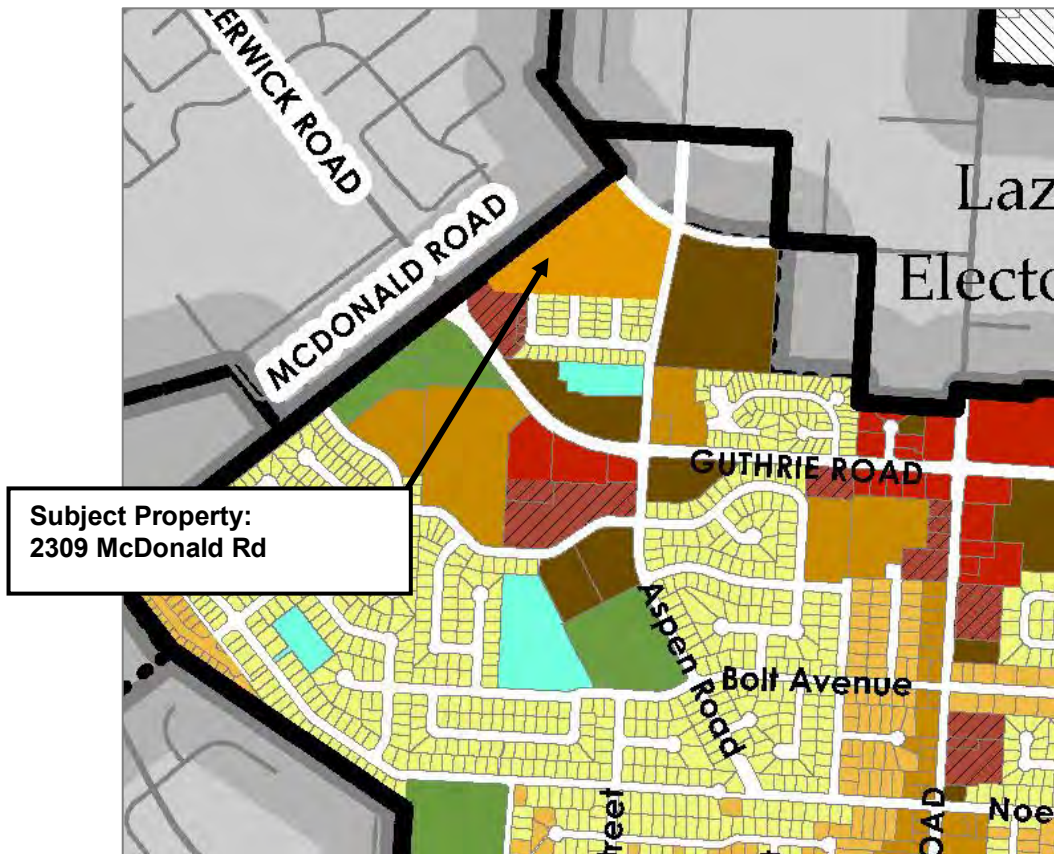 ERWICK ROAD
MCDONALD ROAD
Laz
Electo
GUTHRIE ROAD
Subject Property:
2309 McDonald Rd
Aspen Road
Bolt Avenue
Noe
OAD
reet